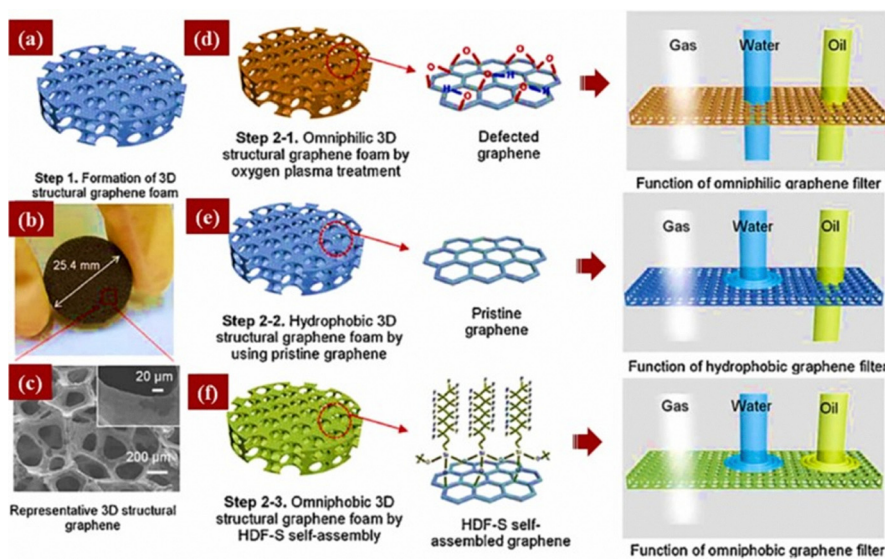 (a)
Step 1. Formation of 3D
structural graphene foam
(b)
25.4 mm
(c)
20 µm
200 µm
Representative 3D structural
graphene
(d)
Step 2-1. Omniphilic 3D
structural graphene foam by
oxygen plasma treatment
O
O
O
O
O
O
H
H
O
O
Defected
graphene
Gas
Water
Oil
Function of omniphilic graphene filter
(e)
Step 2-2. Hydrophobic 3D
structural graphene foam by
using pristine graphene
Pristine
graphene
Gas
Water
Oil
Function of hydrophobic graphene filter
(f)
Step 2-3. Omniphobic 3D
structural graphene foam by
HDF-S self-assembly
HDF-S self-
assembled graphene
Gas
Water
Oil
Function of omniphobic graphene filter